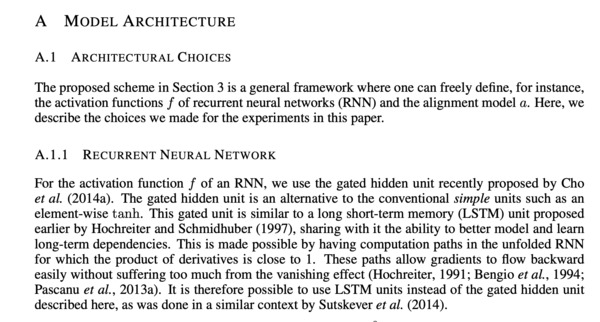 A MODEL ARCHITECTURE
A.1 ARCHITECTURAL CHOICES
The proposed scheme in Section 3 is a general framework where one can freely define, for instance,
the activation functions f of recurrent neural networks (RNN) and the alignment model a. Here, we
describe the choices we made for the experiments in this paper.
A.1.1 RECURRENT NEURAL NETWORK
For the activation function f of an RNN, we use the gated hidden unit recently proposed by Cho
et al. (2014a). The gated hidden unit is an alternative to the conventional simple units such as an
element-wise tanh. This gated unit is similar to a long short-term memory (LSTM) unit proposed
earlier by Hochreiter and Schmidhuber (1997), sharing with it the ability to better model and learn
long-term dependencies. This is made possible by having computation paths in the unfolded RNN
for which the product of derivatives is close to 1. These paths allow gradients to flow backward
easily without suffering too much from the vanishing effect (Hochreiter, 1991; Bengio et al., 1994;
Pascanu et al., 2013a). It is therefore possible to use LSTM units instead of the gated hidden unit
described here, as was done in a similar context by Sutskever et al. (2014).